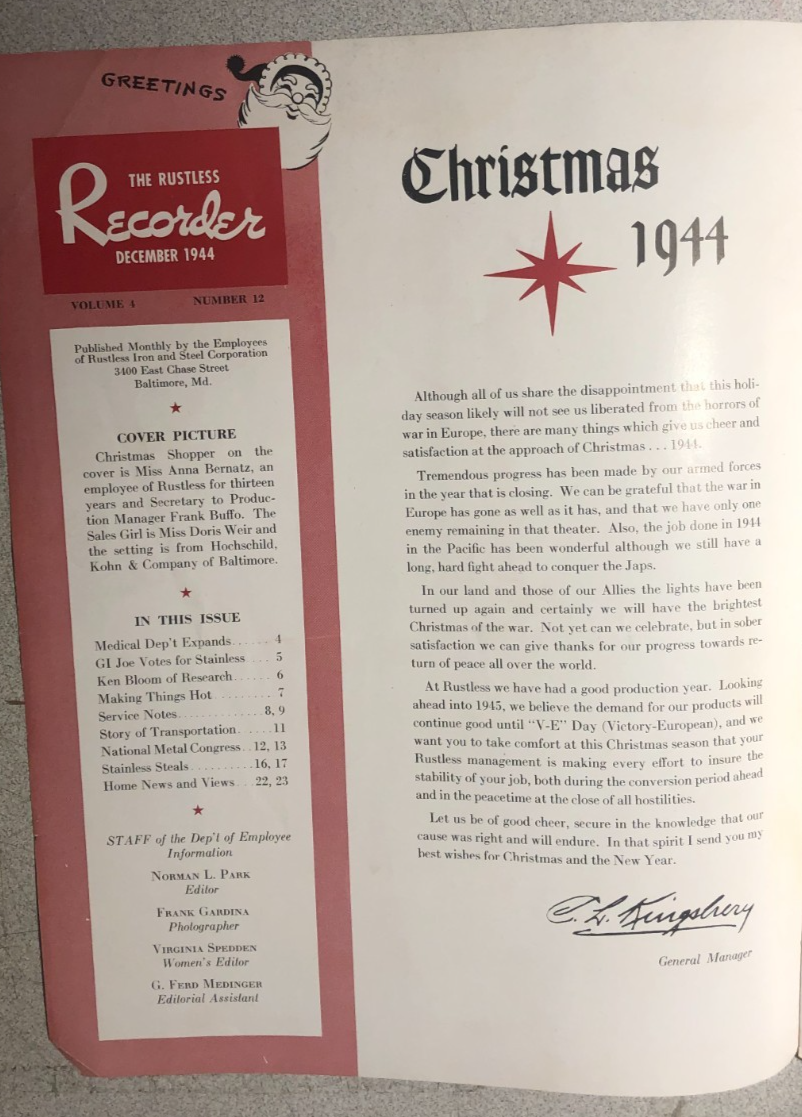 GREETINGS
THE RUSTLESS
Recorder
DECEMBER 1944
VOLUME 4 NUMBER 12
Published Monthly by the Employees
of Rustless Iron and Steel Corporation
3400 East Chase Street
Baltimore, Md.
COVER PICTURE
Christmas Shopper on the
cover is Miss Anna Bernatz, an
employee of Rustless for thirteen
years and Secretary to Produc-
tion Manager Frank Buffo. The
Sales Girl is Miss Doris Weir and
the setting is from Hochschild,
Kohn & Company of Baltimore.
IN THIS ISSUE
Medical Dep't Expands. . . . . . 4
GI Joe Votes for Stainless . . . . 5
Ken Bloom of Research. . . . . . 6
Making Things Hot . . . . . . . . . 7
Service Notes. . . . . . . . . . . . 8, 9
Story of Transportation. . . . . 11
National Metal Congress. . 12, 13
Stainless Steals. . . . . . . . . . 16, 17
Home News and Views. . . 22, 23
STAFF of the Dep't of Employee
Information
NORMAN L. PARK
Editor
FRANK GARDINA
Photographer
VIRGINIA SPEDDEN
Women's Editor
G. FERD MEDINGER
Editorial Assistant
Christmas
1944
Although all of us share the disappointment that this holi-
day season likely will not see us liberated from the horrors of
war in Europe, there are many things which give us cheer and
satisfaction at the approach of Christmas . . . 1944.
Tremendous progress has been made by our armed forces
in the year that is closing. We can be grateful that the war in
Europe has gone as well as it has, and that we have only one
enemy remaining in that theater. Also, the job done in 1944
in the Pacific has been wonderful although we still have a
long, hard fight ahead to conquer the Japs.
In our land and those of our Allies the lights have been
turned up again and certainly we will have the brightest
Christmas of the war. Not yet can we celebrate, but in sober
satisfaction we can give thanks for our progress towards re-
turn of peace all over the world.
At Rustless we have had a good production year. Looking
ahead into 1945, we believe the demand for our products will
continue good until "V-E" Day (Victory-European), and we
want you to take comfort at this Christmas season that your
Rustless management is making every effort to insure the
stability of your job, both during the conversion period ahead
and in the peacetime at the close of all hostilities.
Let us be of good cheer, secure in the knowledge that our
cause was right and will endure. In that spirit I send you my
best wishes for Christmas and the New Year.
C. L. Kingsbery
General Manager